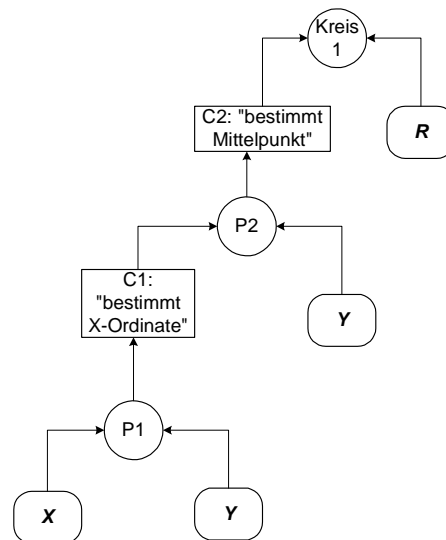 Kreis
1
C2: "bestimmt
Mittelpunkt"
R
P2
C1:
"bestimmt
X-Ordinate"
Y
P1
X
Y